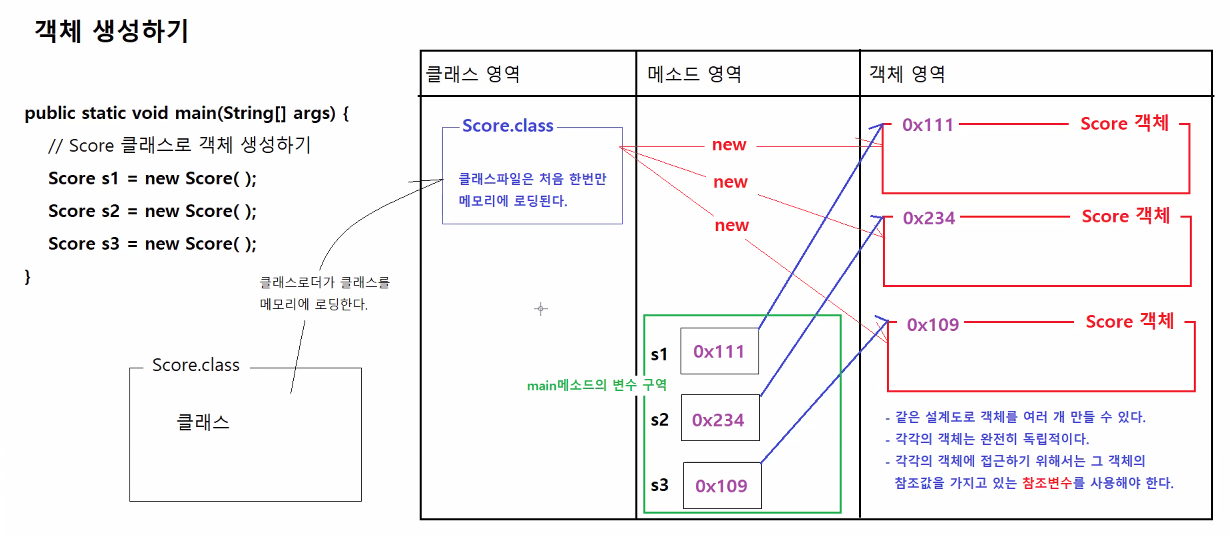 객체 생성하기
public static void main(String[] args) {
// Score 클래스로 객체 생성하기
Score s1 = new Score( );
Score s2 = new Score( );
Score s3 = new Score( );
}
클래스로더가 클래스를
메모리에 로딩한다.
Score.class
클래스
클래스 영역
메소드 영역
객체 영역
Score.class
클래스파일은 처음 한번만
메모리에 로딩된다.
new
new
new
main메소드의 변수 구역
s1
0x111
s2
0x234
s3
0x109
0x111
Score 객체
0x234
Score 객체
0x109
Score 객체
- 같은 설계도로 객체를 여러 개 만들 수 있다.
- 각각의 객체는 완전히 독립적이다.
- 각각의 객체에 접근하기 위해서는 그 객체의
참조값을 가지고 있는 참조변수를 사용해야 한다.